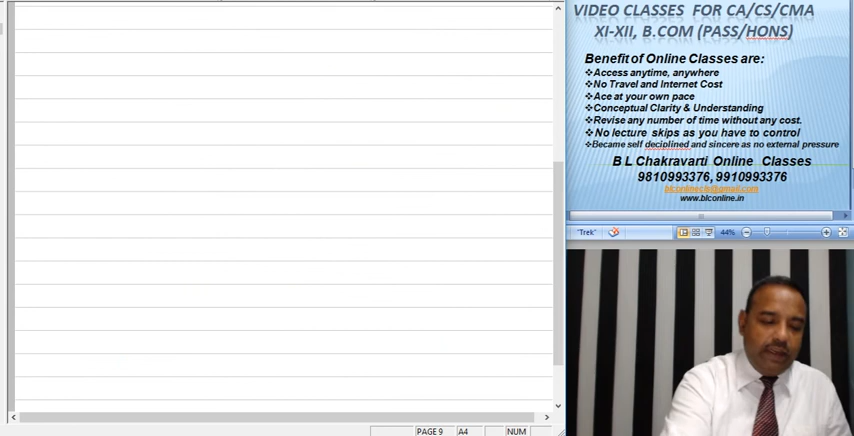 VIDEO CLASSES FOR CA/CS/CMA
XI-XII, B.COM (PASS/HONS)
Benefit of Online Classes are:
❖Access anytime, anywhere
❖No Travel and Internet Cost
❖Ace at your own pace
❖Conceptual Clarity & Understanding
❖Revise any number of time without any cost.
❖No lecture skips as you have to control
❖Became self deciplined and sincere as no external pressure
B L Chakravarti Online Classes
9810993376, 9910993376
www.blconline.in
"Trek"
44%
PAGE 9 A4 NUM